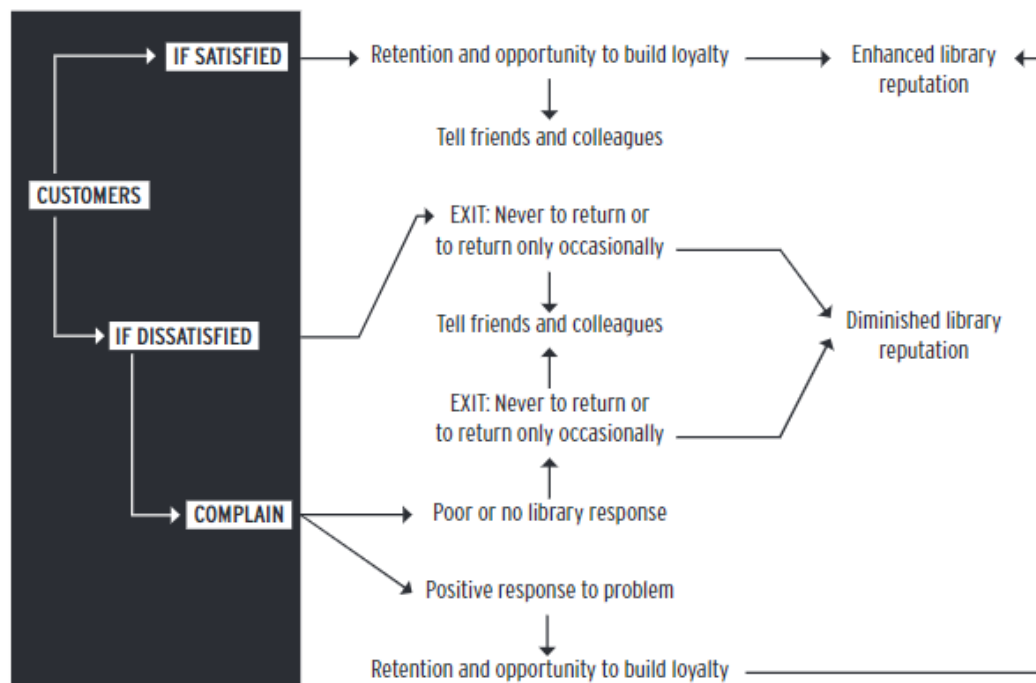 IF SATISFIED
Retention and opportunity to build loyalty
Enhanced library
reputation
Tell friends and colleagues
CUSTOMERS
EXIT: Never to return or
to return only occasionally
Tell friends and colleagues
IF DISSATISFIED
Diminished library
reputation
EXIT: Never to return or
to return only occasionally
COMPLAIN
Poor or no library response
Positive response to problem
Retention and opportunity to build loyalty